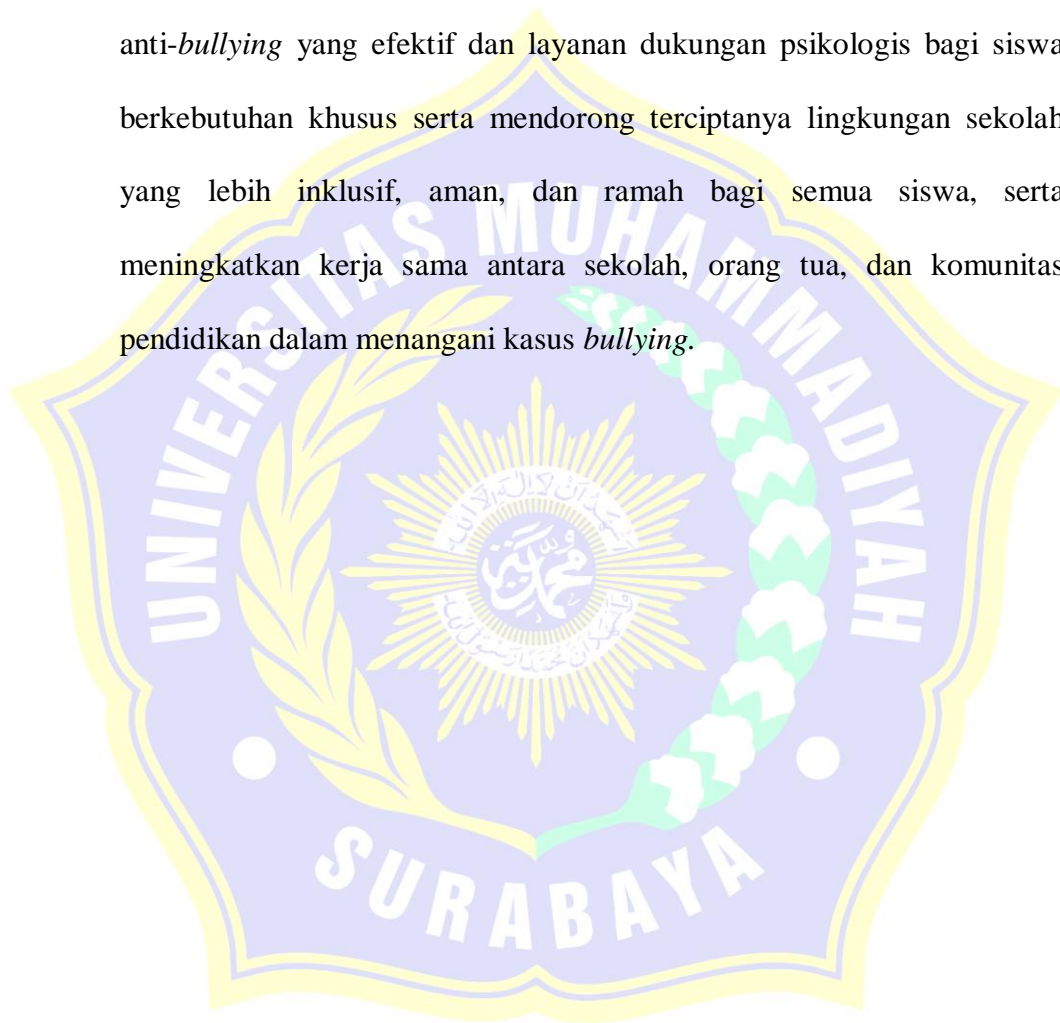 anti-bullying yang efektif dan layanan dukungan psikologis bagi siswa
berkebutuhan khusus serta mendorong terciptanya lingkungan sekolah
yang lebih inklusif, aman, dan ramah bagi semua siswa, serta
meningkatkan kerja sama antara sekolah, orang tua, dan komunitas
pendidikan dalam menangani kasus bullying.
UNIVERSITAS MUHAMMADIYAH
SURABAYA